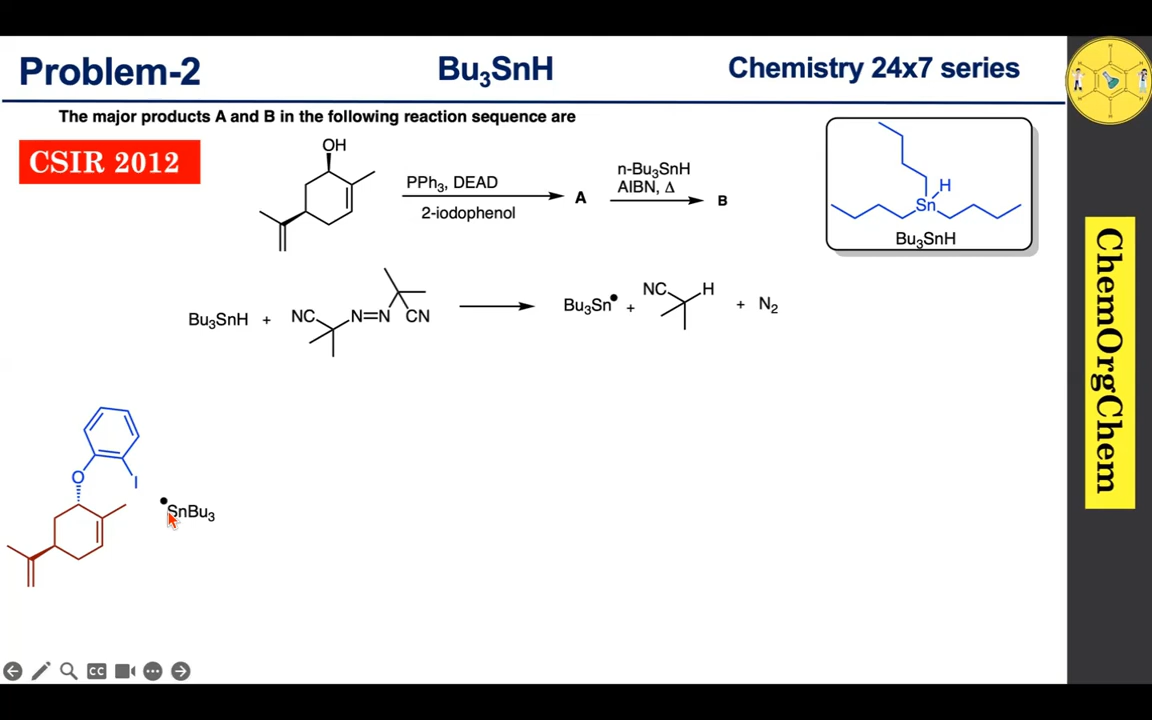 Problem-2
Bu₃SnH
Chemistry 24x7 series
The major products A and B in the following reaction sequence are
CSIR 2012
OH
PPh₃, DEAD
2-iodophenol
A
n-Bu₃SnH
AIBN, Δ
B
H
Sn
Bu₃SnH
Bu₃SnH + NC N=N CN
Bu₃Sn• + NC H + N₂
O
I
•SnBu₃
CC
H
H
H
H
H
H
ChemOrgChem